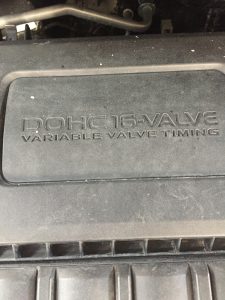 DOHC 16-VALVE
VARIABLE VALVE TIMING